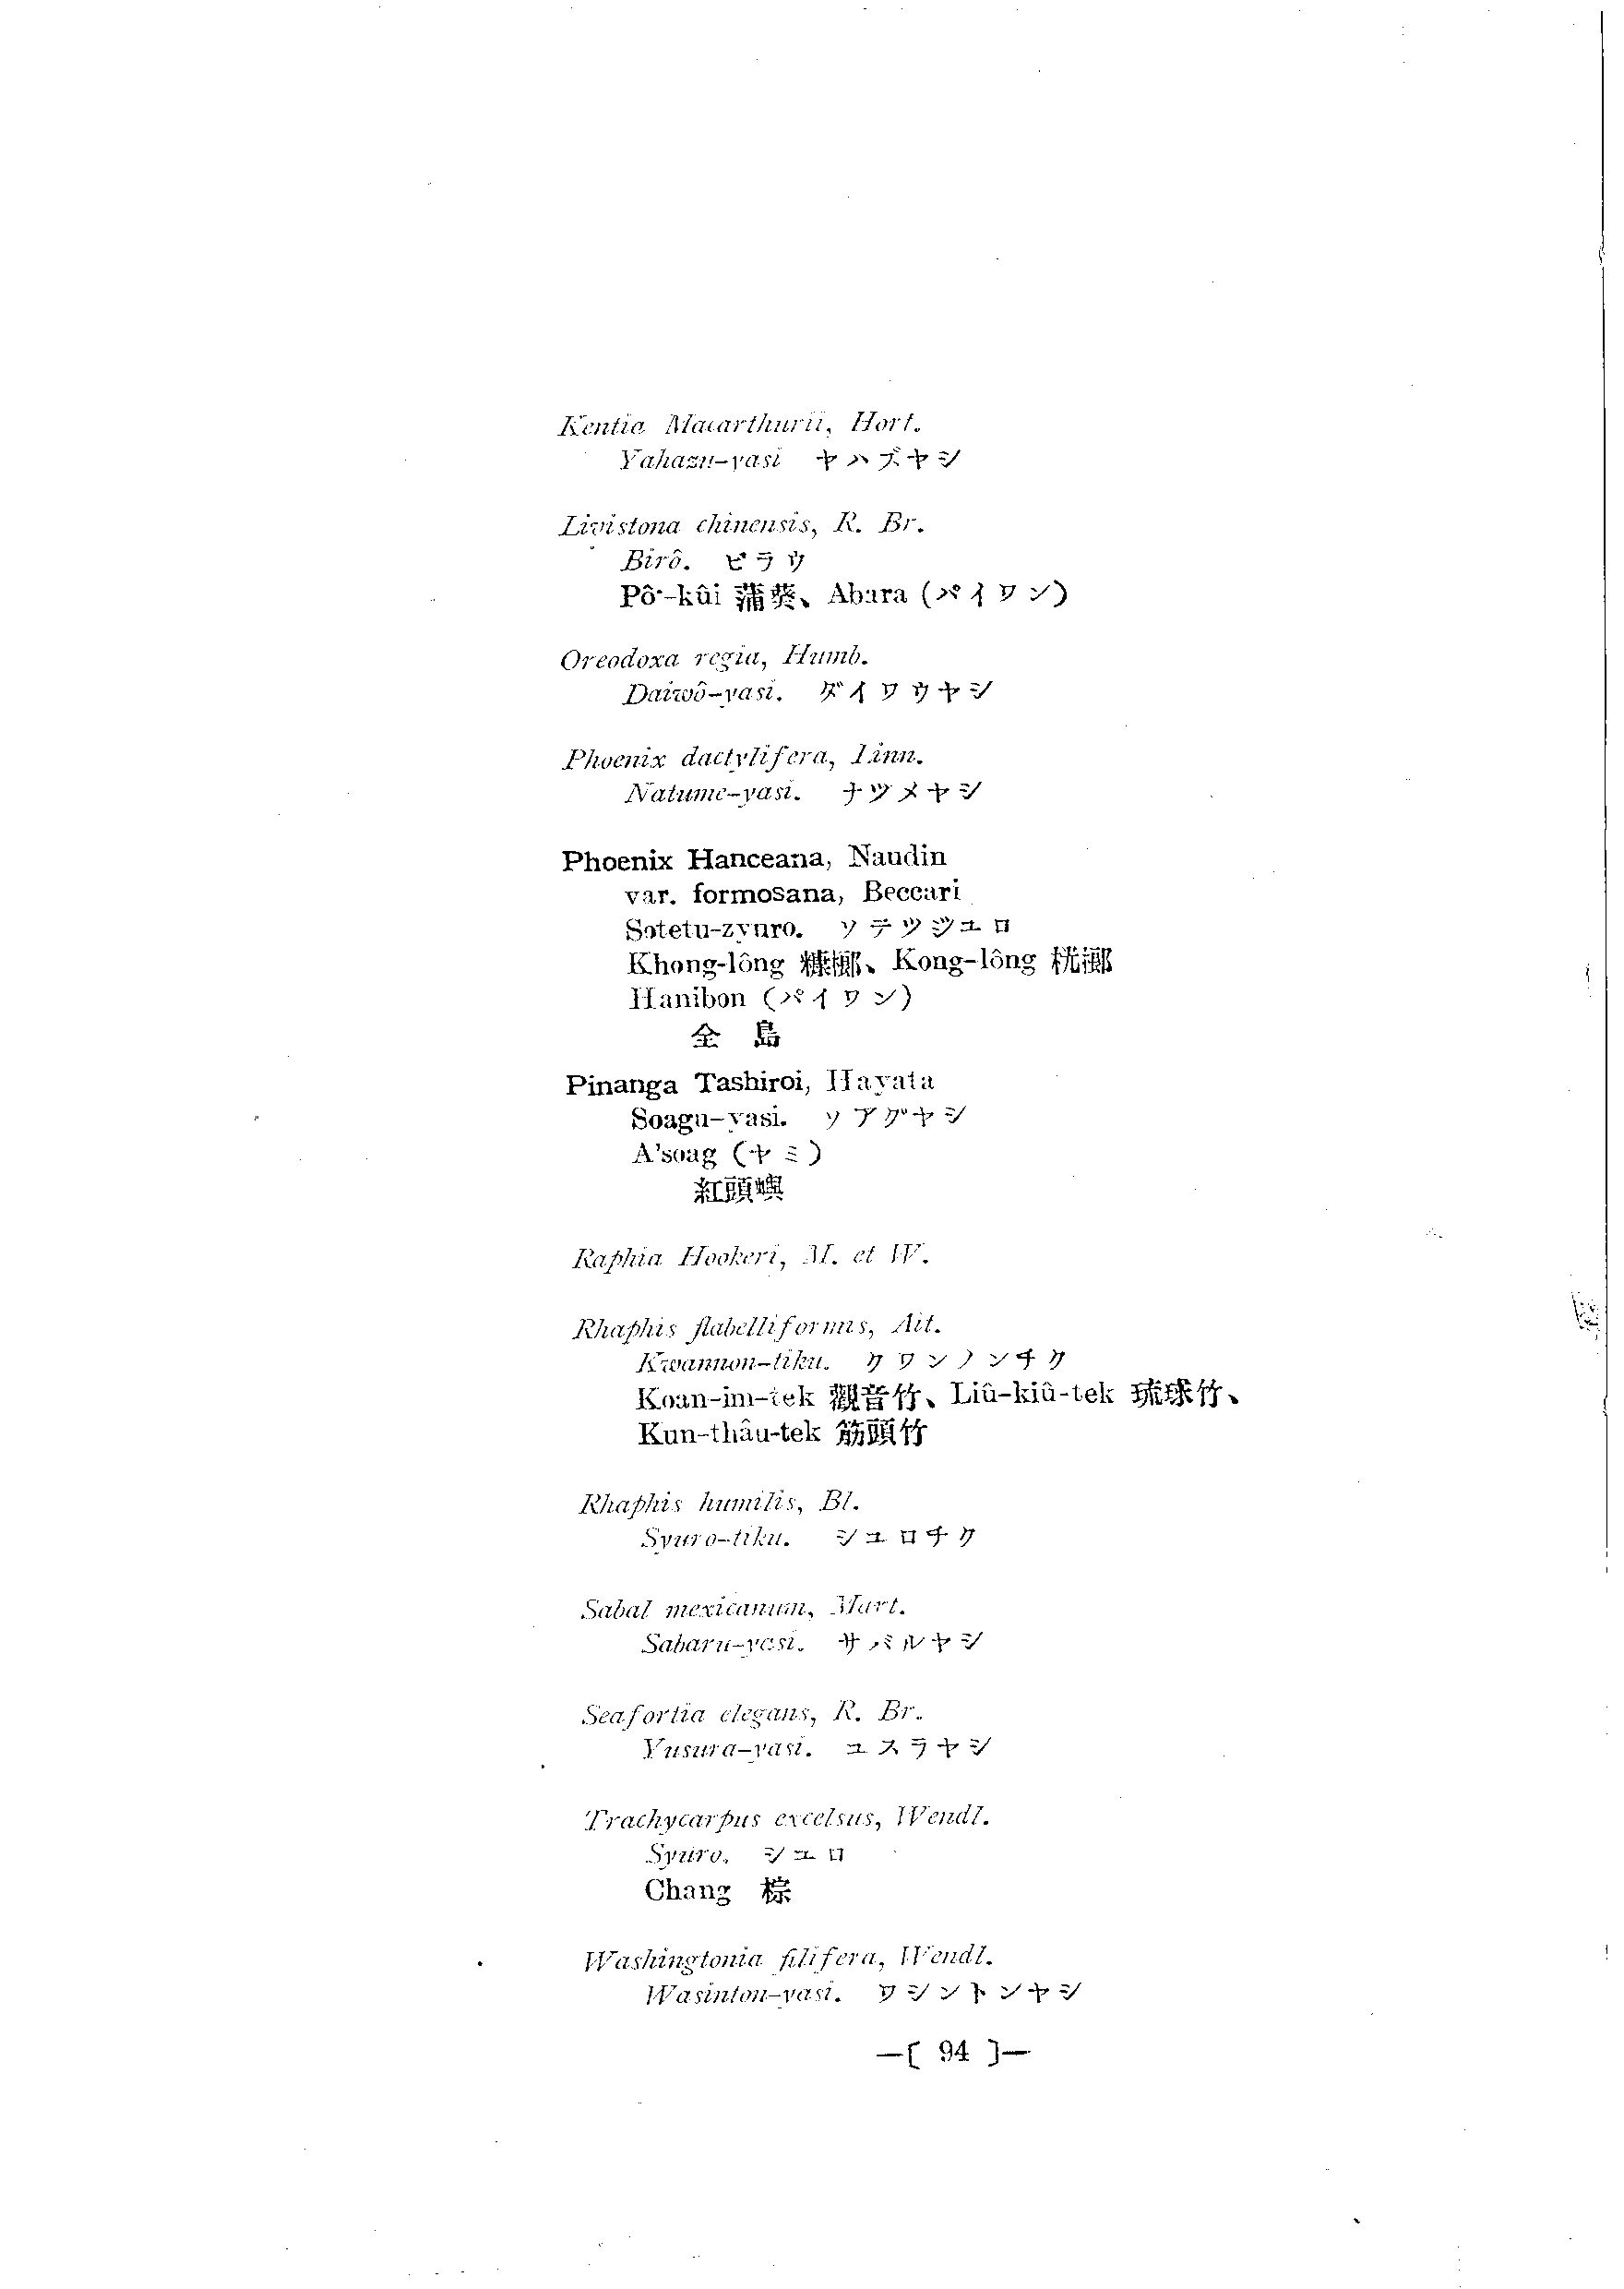 Kentia Macarthurii, Hort.
Yahazu-yasi ヤハズヤシ
Livistona chinensis, R. Br.
Birô. ビラウ
Pô·-kûi 蒲葵、Abara (パイワン)
Oreodoxa regia, Humb.
Daiwô-yasi. ダイワウヤシ
Phoenix dactylifera, Linn.
Natume-yasi. ナツメヤシ
Phoenix Hanceana, Naudin
var. formosana, Beccari
Sotetu-zyuro. ソテツジユロ
Khong-lông 糠榔、Kong-lông 桄榔
Hanibon (パイワン)
全 島
Pinanga Tashiroi, Hayata
Soagu-yasi. ソアグヤシ
A'soag (ヤミ)
紅頭嶼
Raphia Hookeri, M. et W.
Rhaphis flabelliformis, Ait.
Kwannon-tiku. クワンノンチク
Koan-im-tek 觀音竹、Liû-kiû-tek 琉球竹、
Kun-thâu-tek 筋頭竹
Rhaphis humilis, Bl.
Syuro-tiku. シユロチク
Sabal mexicanum, Mart.
Sabaru-yasi. サバルヤシ
Seafortia elegans, R. Br.
Yusura-yasi. ユスラヤシ
Trachycarpus excelsus, Wendl.
Syuro. シユロ
Chang 棕
Washingtonia filifera, Wendl.
Wasinton-yasi. ワシントンヤシ
—[ 94 ]—